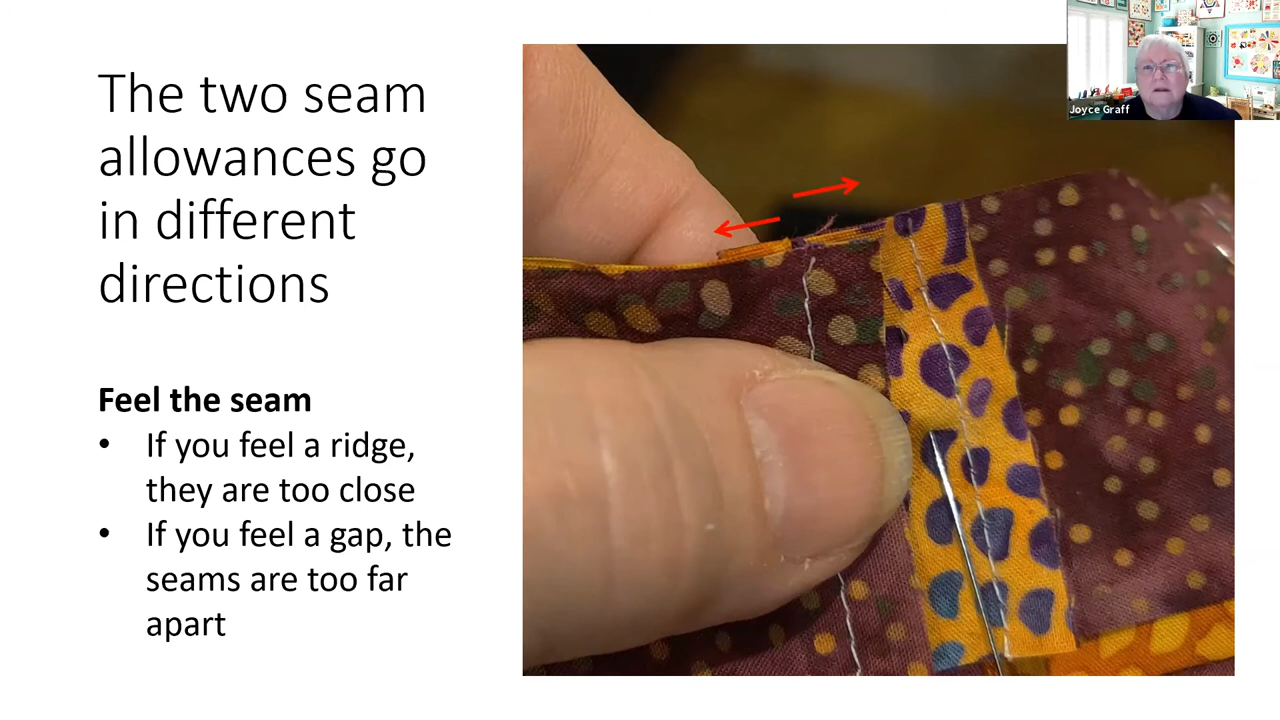 The two seam
allowances go
in different
directions
Feel the seam
• If you feel a ridge,
they are too close
• If you feel a gap, the
seams are too far
apart
Joyce Graff